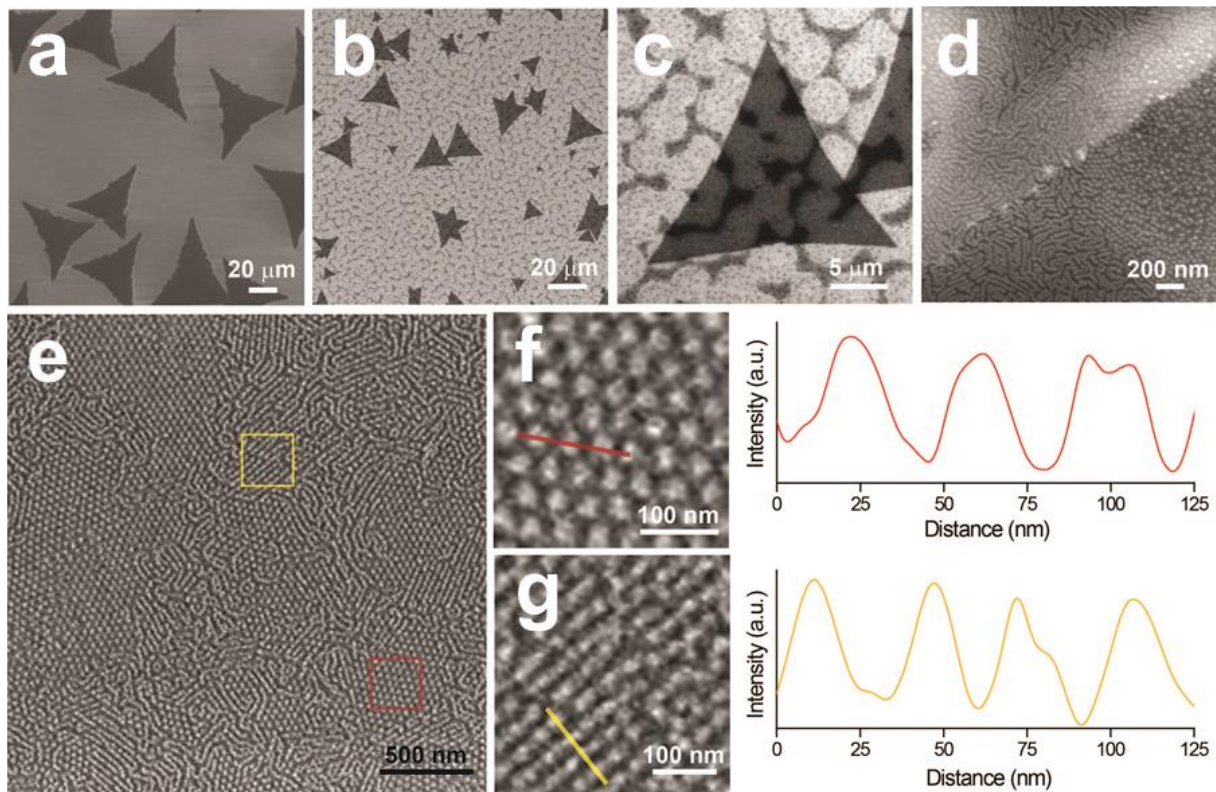 a
b
c
d
20 μm
20 μm
5 μm
200 nm
e
500 nm
f
100 nm
Intensity (a.u.)
0 25 50 75 100 125
Distance (nm)
g
100 nm
Intensity (a.u.)
0 25 50 75 100 125
Distance (nm)